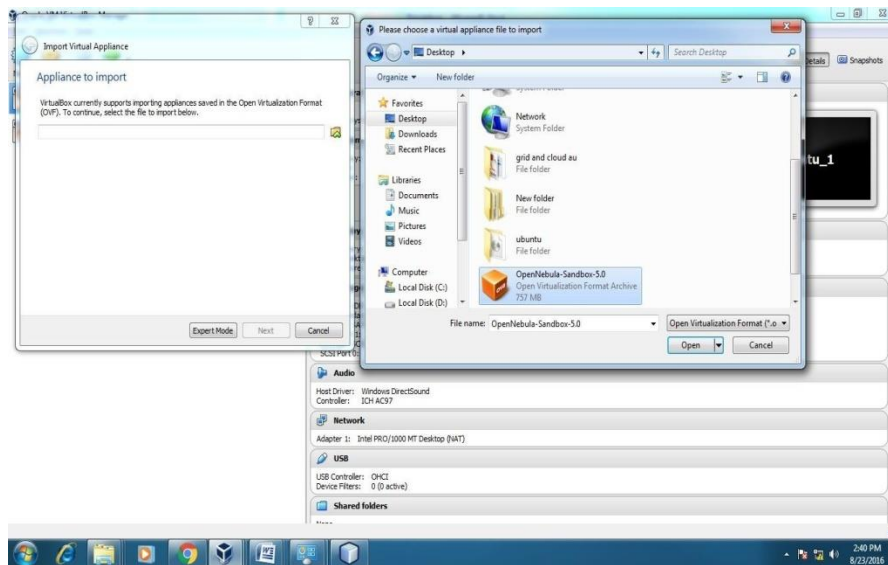 Import Virtual Appliance
Appliance to import
VirtualBox currently supports importing appliances saved in the Open Virtualization Format
(OVF). To continue, select the file to import below.
Expert Mode
Next
Cancel
Please choose a virtual appliance file to import
Desktop
Search Desktop
Organize
New folder
Favorites
Desktop
Downloads
Recent Places
Libraries
Documents
Music
Pictures
Videos
Computer
Local Disk (C:)
Local Disk (D:)
Network
System Folder
grid and cloud au
File folder
New folder
File folder
ubuntu
File folder
OpenNebula-Sandbox-5.0
Open Virtualization Format Archive
757 MB
File name: OpenNebula-Sandbox-5.0
Open Virtualization Format (*.o
Open
Cancel
Snapshots
tu_1
SCSI Port 0:
Audio
Host Driver: Windows DirectSound
Controller: ICH AC97
Network
Adapter 1: Intel PRO/1000 MT Desktop (NAT)
USB
USB Controller: OHCI
Device Filters: 0 (0 active)
Shared folders
2:40 PM
8/23/2016